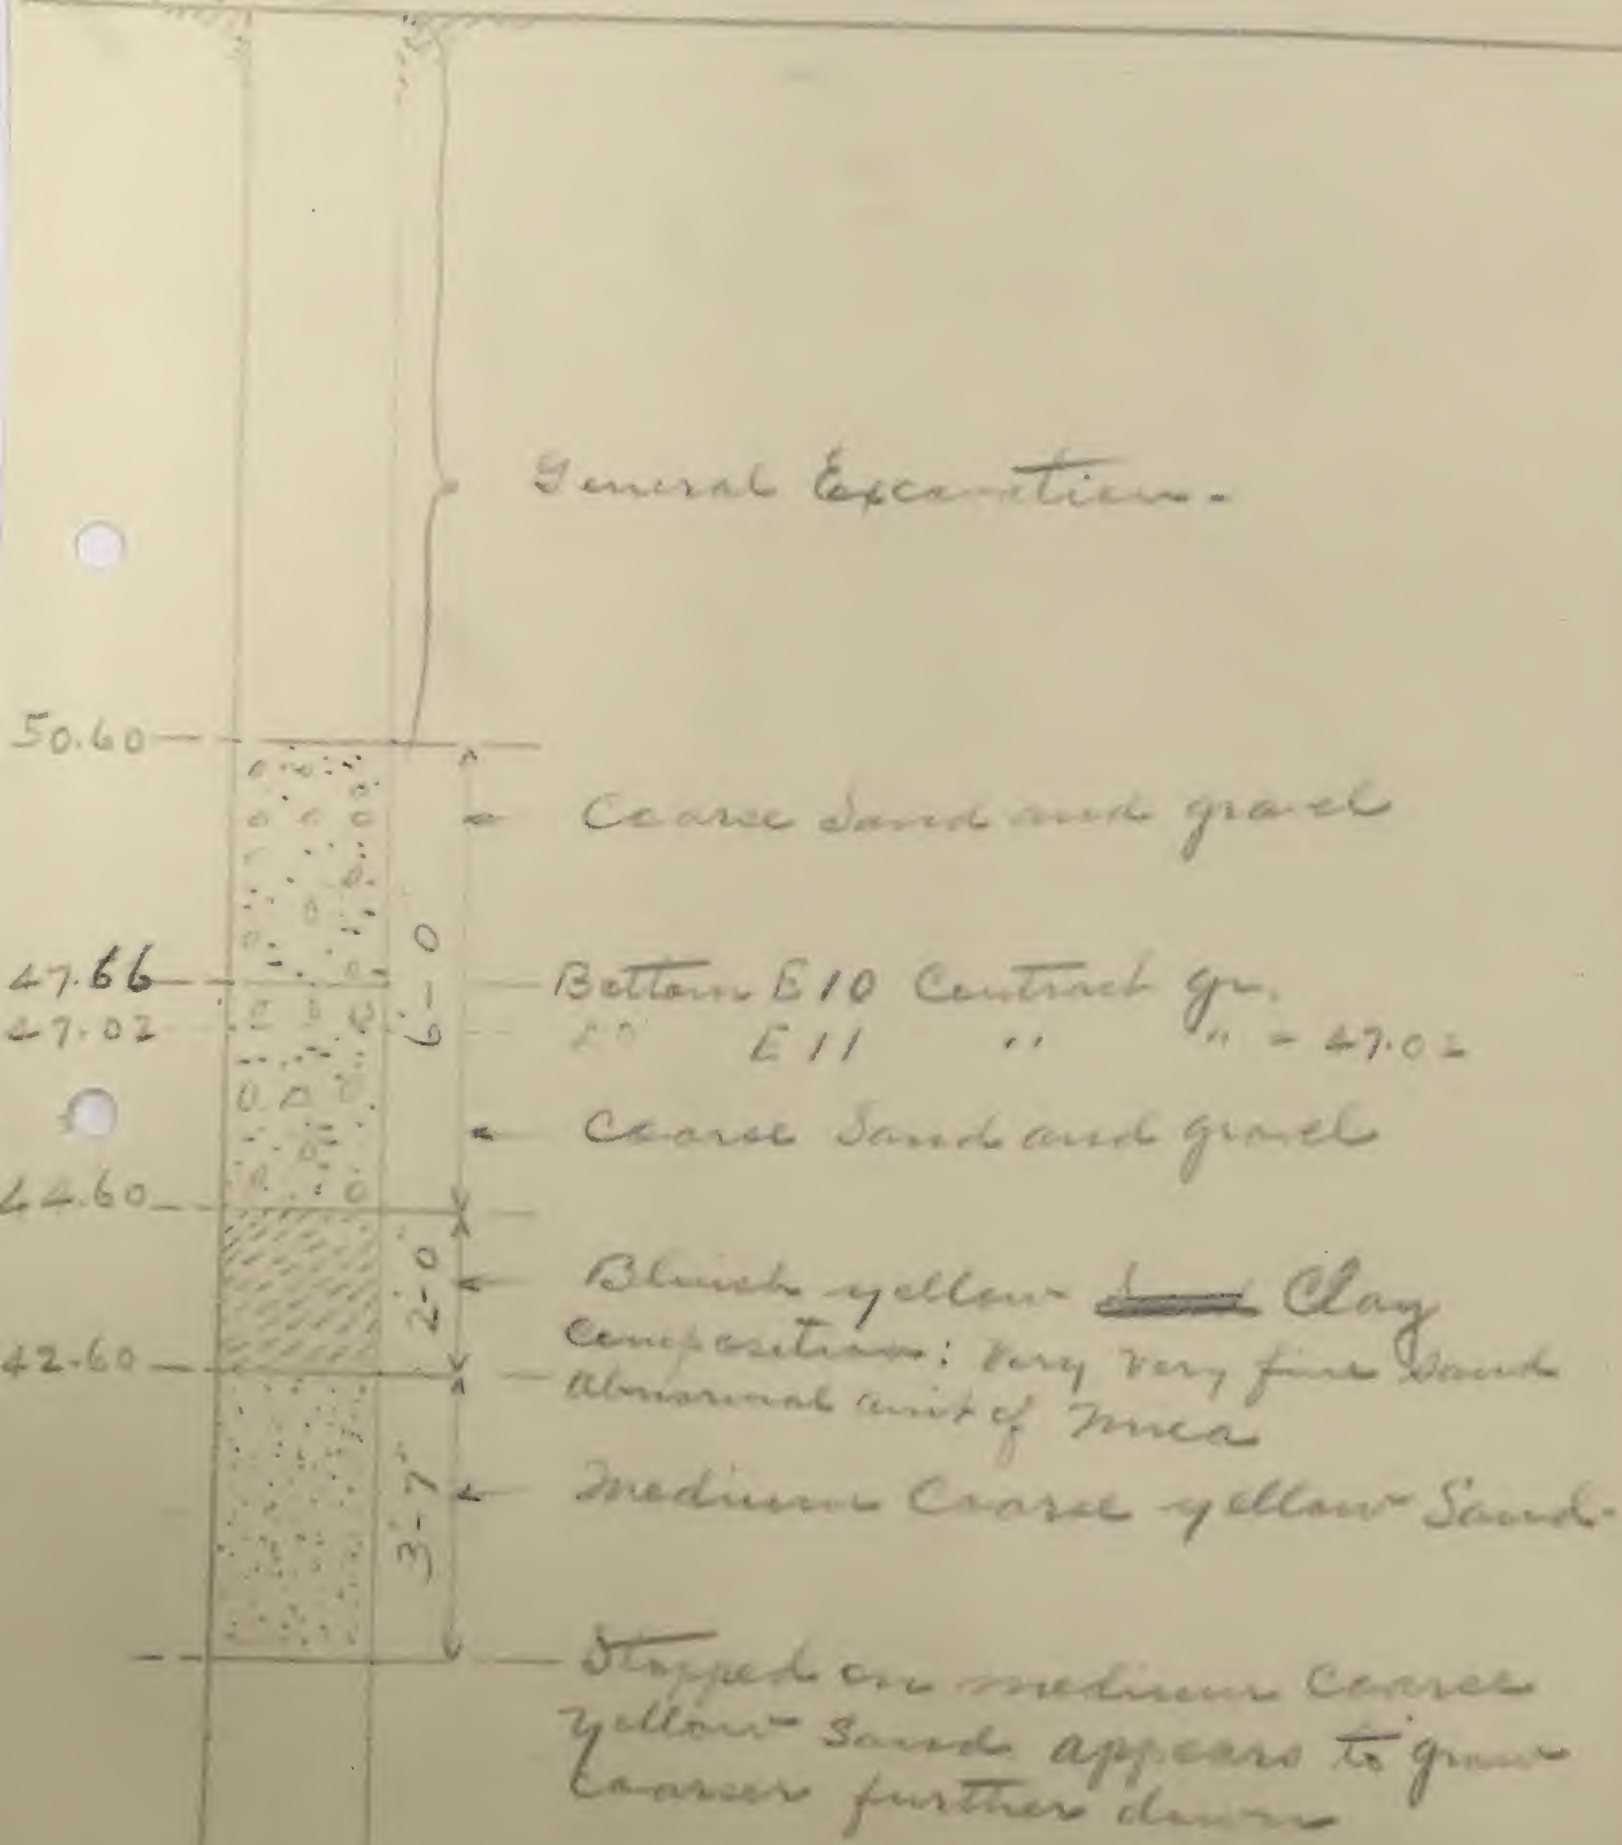 General Excavation.
50.60
Coarse Sand and gravel
6-0
47.66 Bottom E10 Contract gr.
47.02 Do E11 " " = 47.02
Coarse Sand and gravel
44.60
2-0
Bluish yellow Clay
Composition: Very Very fine Sand
42.60 Abnormal amt of Mica
3-7
Medium Coarse yellow Sand.
Stopped on medium Coarse
yellow Sand appears to grow
Coarser further down